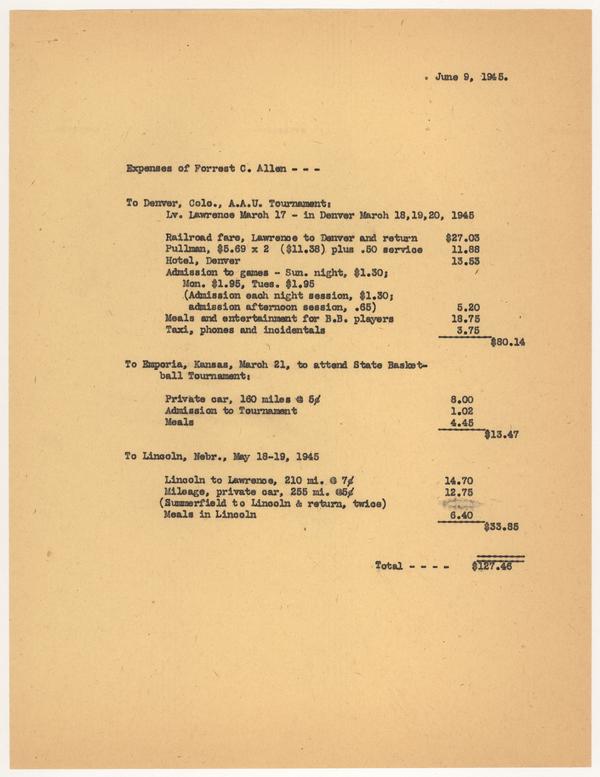 June 9, 1945.
Expenses of Forrest C. Allen - - -
To Denver, Colo., A.A.U. Tournament:
Lv. Lawrence March 17 - in Denver March 18,19,20, 1945
Railroad fare, Lawrence to Denver and return $27.03
Pullman, $5.69 x 2 ($11.38) plus .50 service 11.88
Hotel, Denver 13.53
Admission to games - Sun. night, $1.30;
Mon. $1.95, Tues. $1.95
(Admission each night session, $1.30;
admission afternoon session, .65) 5.20
Meals and entertainment for B.B. players 18.75
Taxi, phones and incidentals 3.75
$80.14
To Emporia, Kansas, March 21, to attend State Basket-
ball Tournament:
Private car, 160 miles @ 5¢ 8.00
Admission to Tournament 1.02
Meals 4.45
$13.47
To Lincoln, Nebr., May 18-19, 1945
Lincoln to Lawrence, 210 mi. @ 7¢ 14.70
Mileage, private car, 255 mi. @5¢ 12.75
(Summerfield to Lincoln & return, twice)
Meals in Lincoln 6.40
$33.85
Total - - - - $127.46